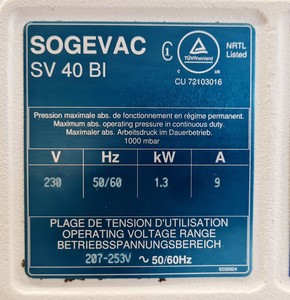 SOGEVAC
SV 40 BI
TÜVRheinland
C US
NRTL
Listed
CU 72103016
Pression maximale abs. de fonctionnement en régime permanent.
Maximum abs. operating pressure in continuous duty.
Maximaler abs. Arbeitsdruck im Dauerbetrieb.
1000 mbar
V Hz kW A
230 50/60 1.3 9
PLAGE DE TENSION D'UTILISATION
OPERATING VOLTAGE RANGE
BETRIEBSSPANNUNGSBEREICH
207-253V ~ 50/60Hz